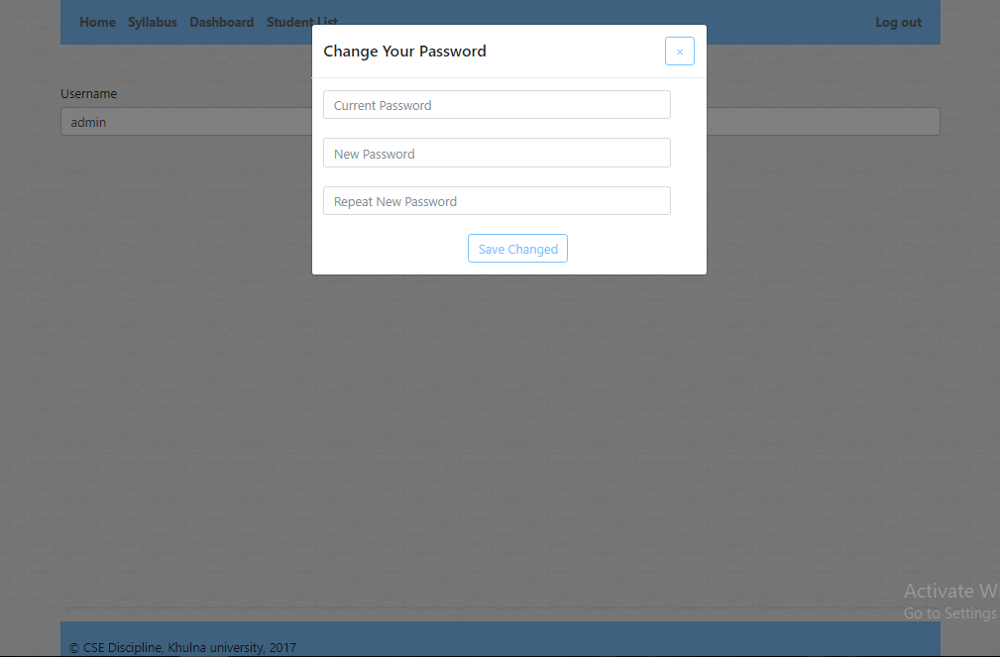 Home Syllabus Dashboard Student List Log out
Change Your Password ×
Username
Current Password
admin
New Password
Repeat New Password
Save Changed
Activate W
Go to Settings
© CSE Discipline, Khulna university, 2017